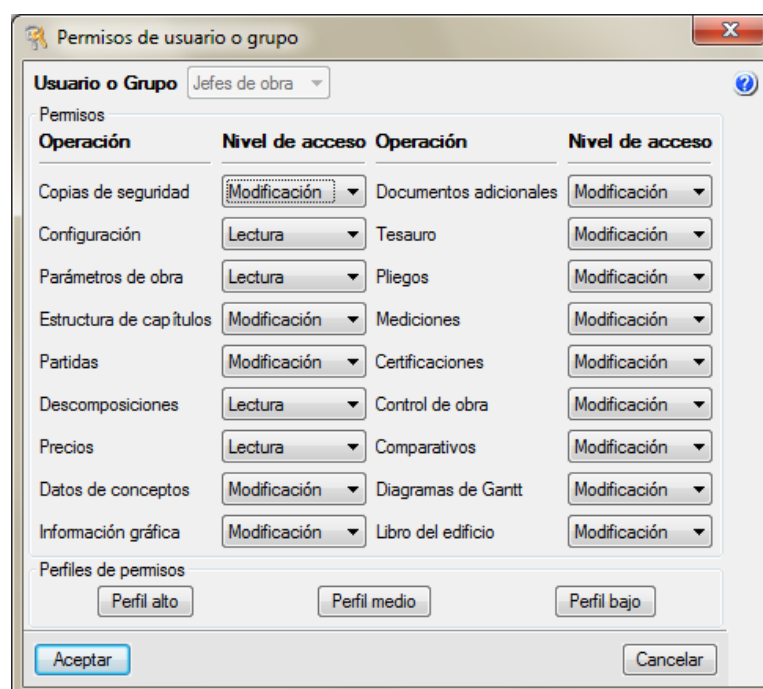 Permisos de usuario o grupo
x
Usuario o Grupo Jefes de obra ?
Permisos
Operación Nivel de acceso Operación Nivel de acceso
Copias de seguridad Modificación Documentos adicionales Modificación
Configuración Lectura Tesauro Modificación
Parámetros de obra Lectura Pliegos Modificación
Estructura de capítulos Modificación Mediciones Modificación
Partidas Modificación Certificaciones Modificación
Descomposiciones Lectura Control de obra Modificación
Precios Lectura Comparativos Modificación
Datos de conceptos Modificación Diagramas de Gantt Modificación
Información gráfica Modificación Libro del edificio Modificación
Perfiles de permisos
Perfil alto Perfil medio Perfil bajo
Aceptar Cancelar